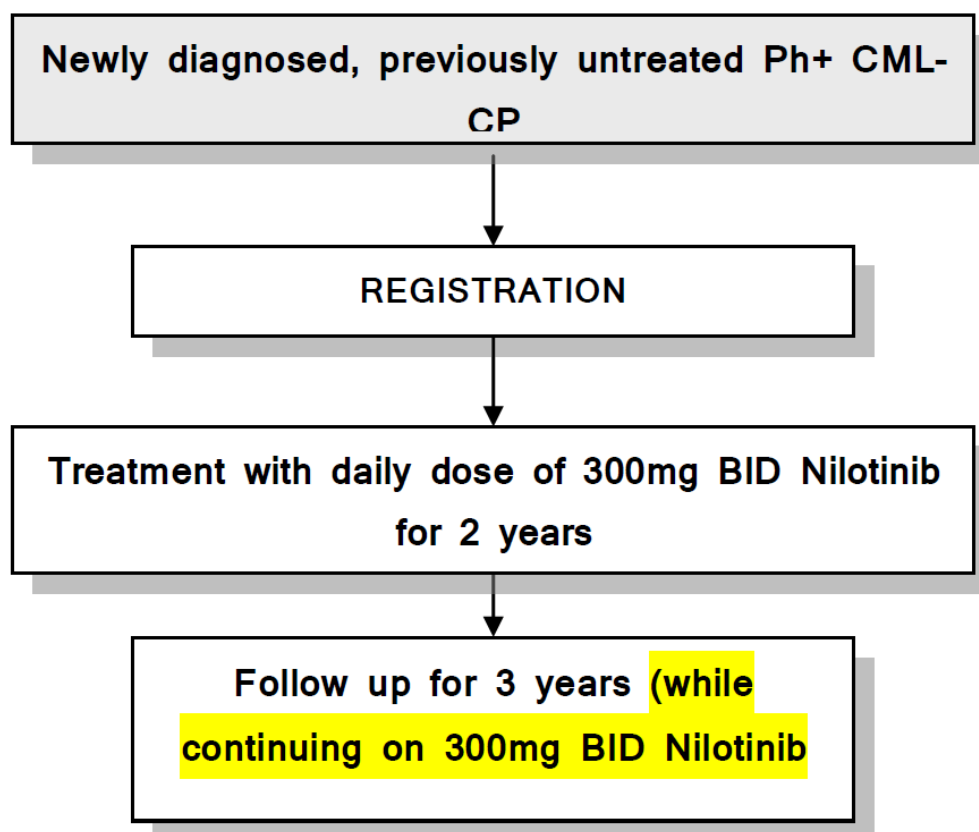 Newly diagnosed, previously untreated Ph+ CML-
CP
REGISTRATION
Treatment with daily dose of 300mg BID Nilotinib
for 2 years
Follow up for 3 years (while
continuing on 300mg BID Nilotinib